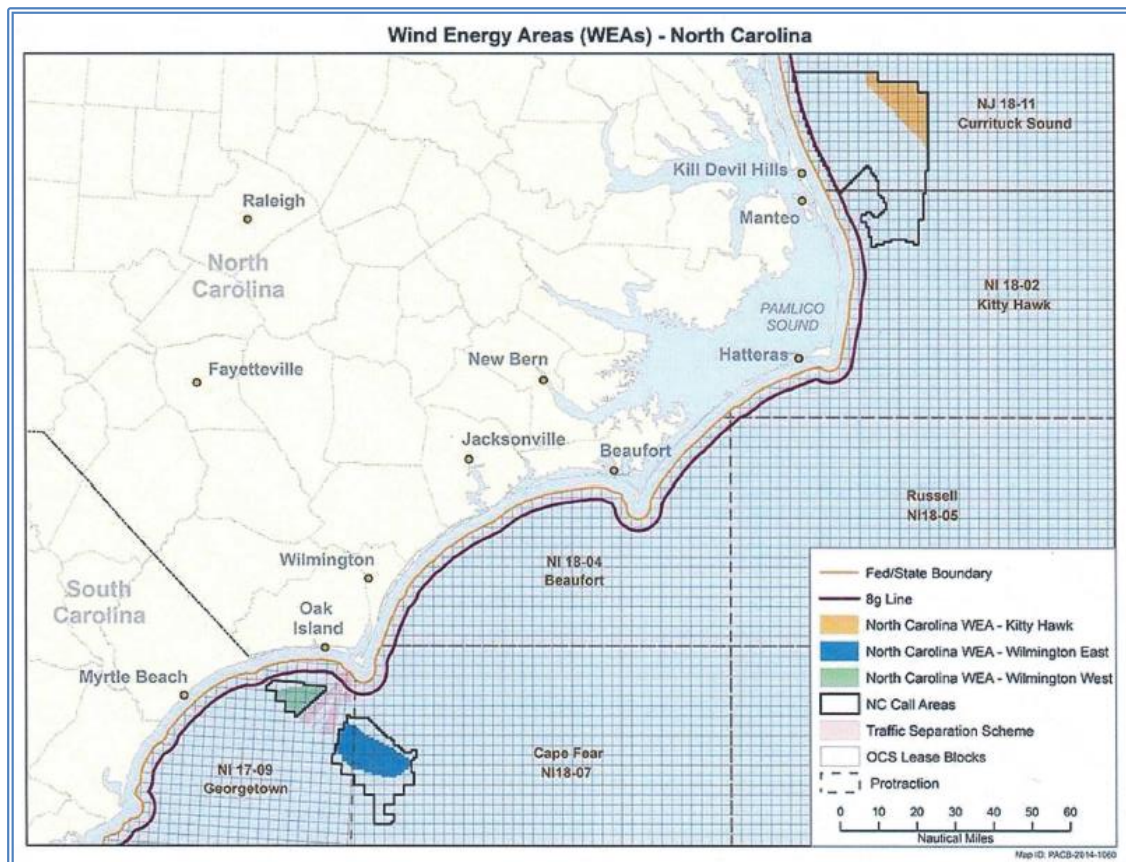 Wind Energy Areas (WEAs) - North Carolina
NJ 18-11
Currituck Sound
Kill Devil Hills
Manteo
Raleigh
North
Carolina
NI 18-02
Kitty Hawk
PAMLICO
SOUND
Hatteras
New Bern
Fayetteville
Jacksonville
Beaufort
Russell
NI18-05
NI 18-04
Beaufort
Wilmington
South
Carolina
Oak
Island
Myrtle Beach
NI 17-09
Georgetown
Cape Fear
NI18-07
Fed/State Boundary
8g Line
North Carolina WEA - Kitty Hawk
North Carolina WEA - Wilmington East
North Carolina WEA - Wilmington West
NC Call Areas
Traffic Separation Scheme
OCS Lease Blocks
Protraction
0 10 20 30 40 50 60
Nautical Miles
Map ID: PACB-2014-1060